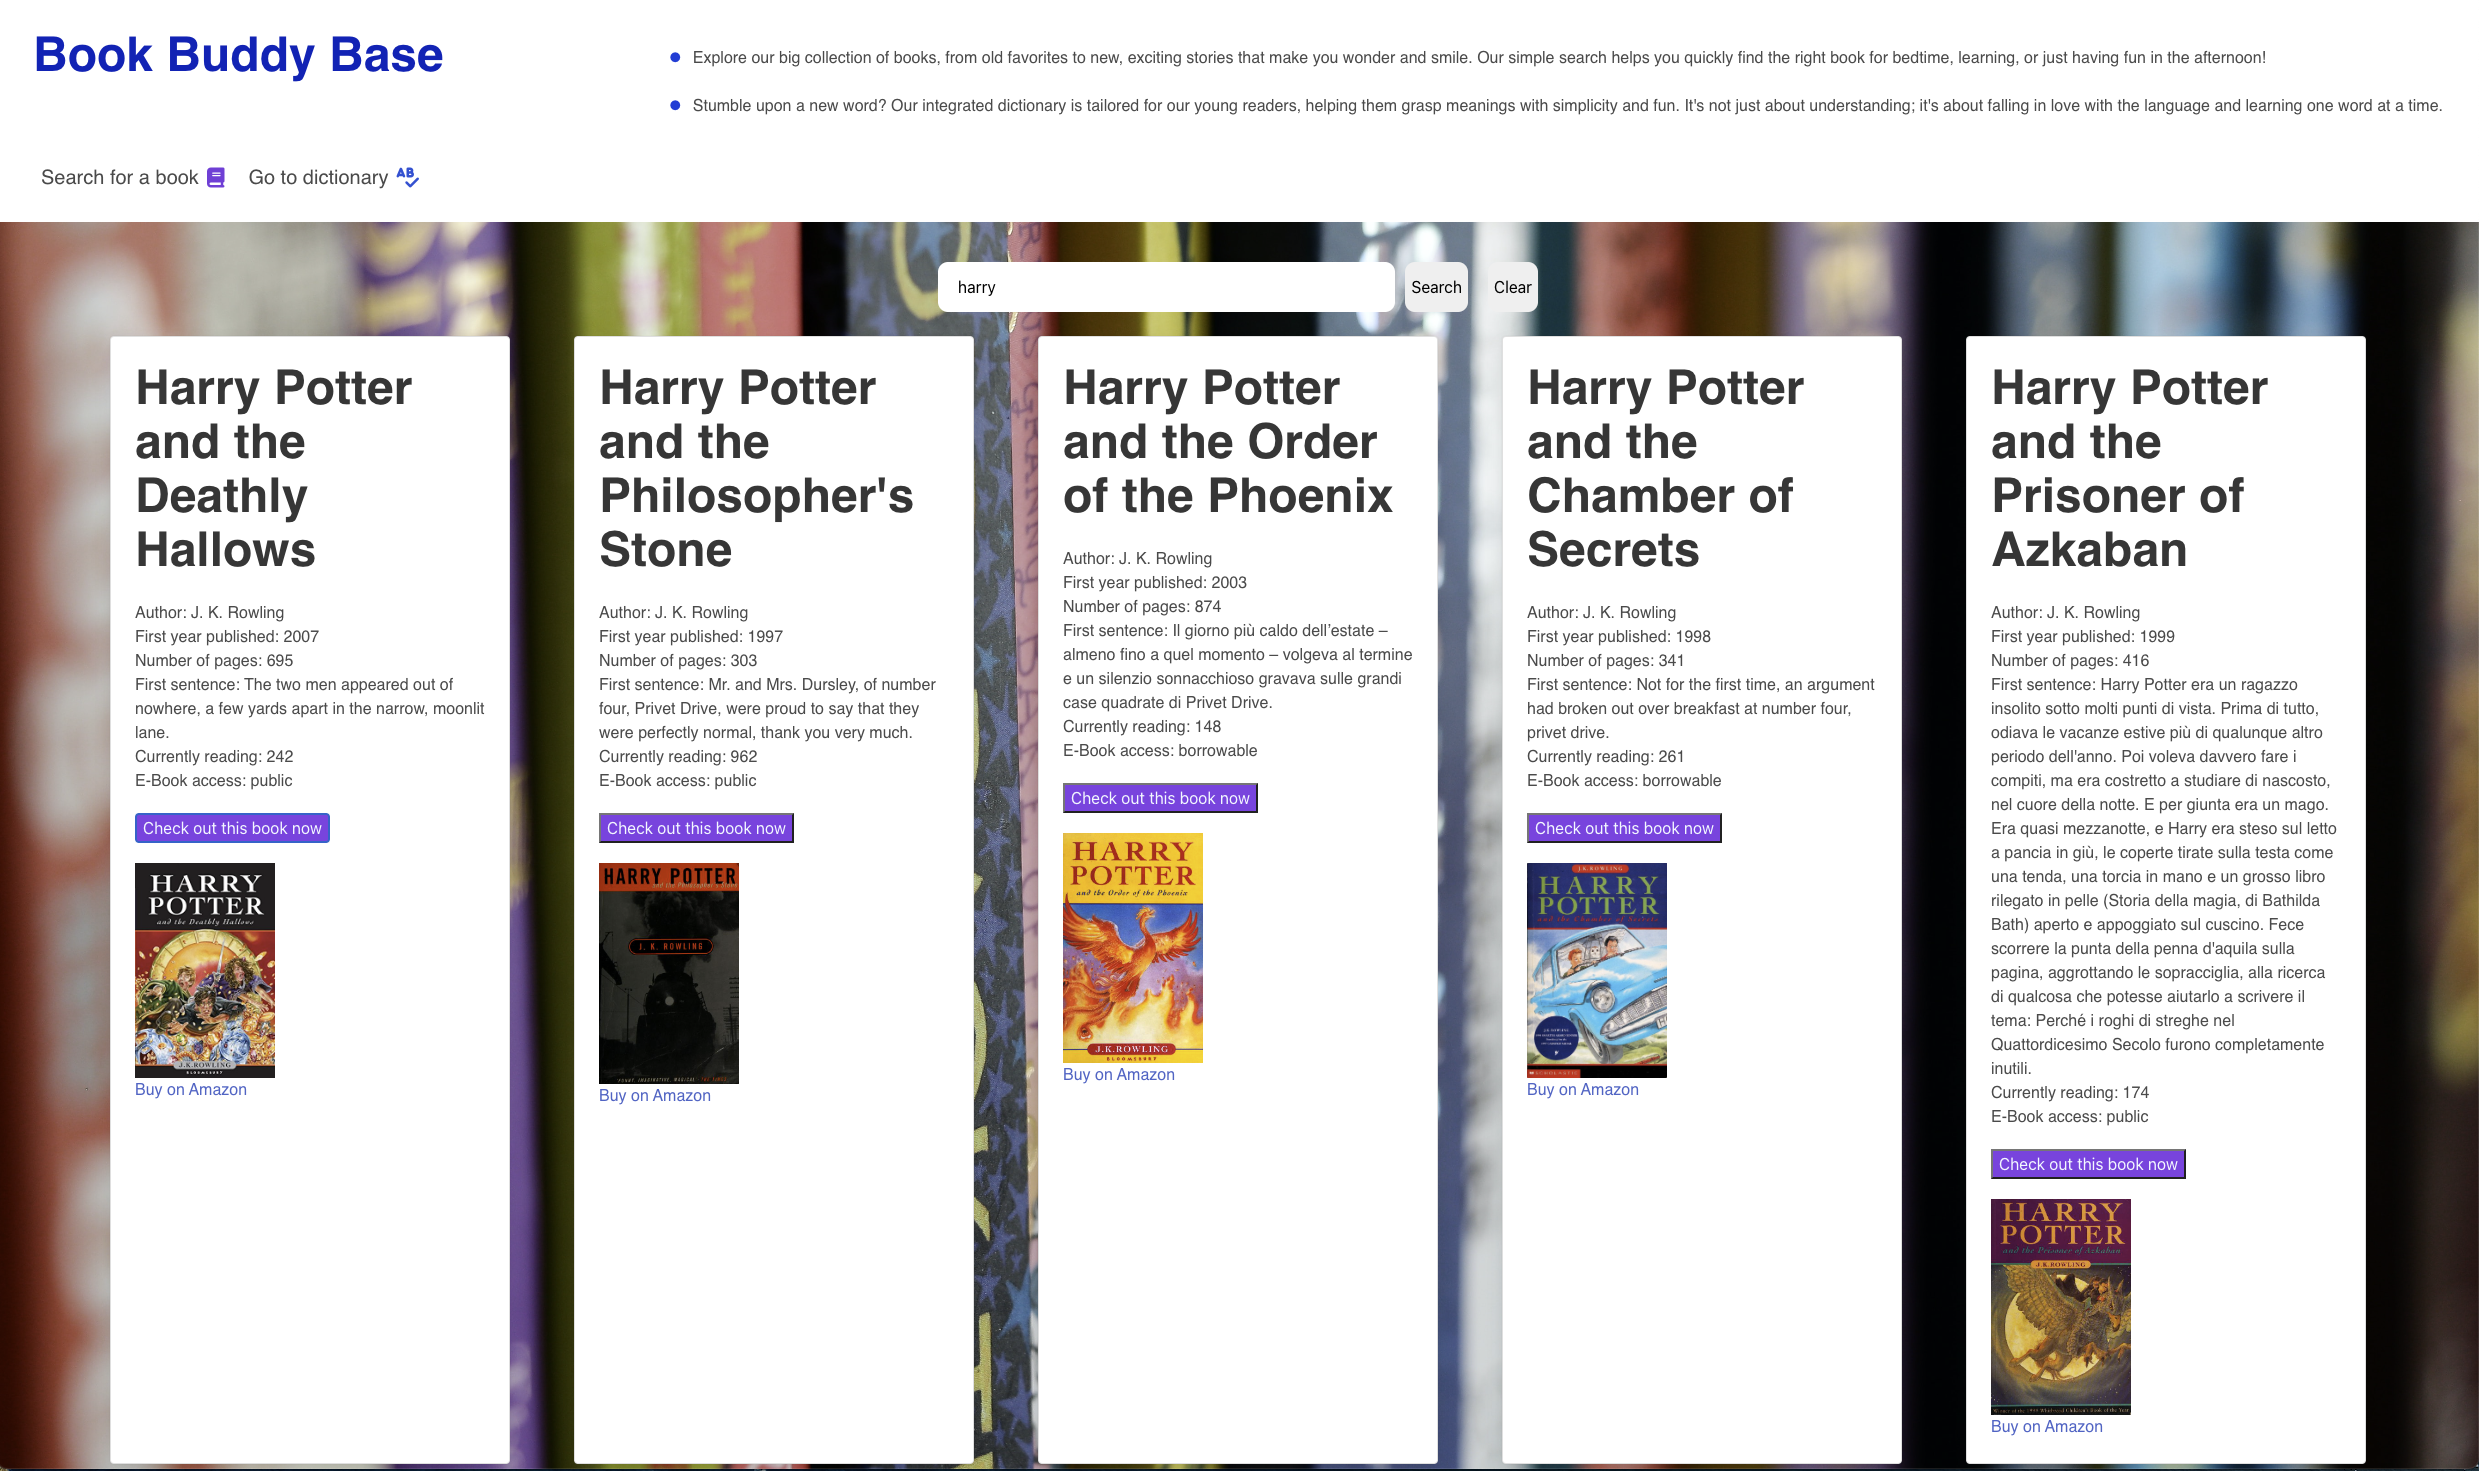 Book Buddy Base
Explore our big collection of books, from old favorites to new, exciting stories that make you wonder and smile. Our simple search helps you quickly find the right book for bedtime, learning, or just having fun in the afternoon!
Stumble upon a new word? Our integrated dictionary is tailored for our young readers, helping them grasp meanings with simplicity and fun. It's not just about understanding; it's about falling in love with the language and learning one word at a time.
Search for a book
Go to dictionary AB
harry
Search
Clear
Harry Potter
and the
Deathly
Hallows
Author: J. K. Rowling
First year published: 2007
Number of pages: 695
First sentence: The two men appeared out of
nowhere, a few yards apart in the narrow, moonlit
lane.
Currently reading: 242
E-Book access: public
Check out this book now
HARRY
POTTER
and the Deathly Hallows
J.K.ROWLING
BLOOMSBURY
Buy on Amazon
Harry Potter
and the
Philosopher's
Stone
Author: J. K. Rowling
First year published: 1997
Number of pages: 303
First sentence: Mr. and Mrs. Dursley, of number
four, Privet Drive, were proud to say that they
were perfectly normal, thank you very much.
Currently reading: 962
E-Book access: public
Check out this book now
HARRY POTTER
and the Philosopher's Stone
J. K. ROWLING
Buy on Amazon
Harry Potter
and the Order
of the Phoenix
Author: J. K. Rowling
First year published: 2003
Number of pages: 874
First sentence: Il giorno più caldo dell’estate –
almeno fino a quel momento – volgeva al termine
e un silenzio sonnacchioso gravava sulle grandi
case quadrate di Privet Drive.
Currently reading: 148
E-Book access: borrowable
Check out this book now
HARRY
POTTER
and the Order of the Phoenix
J.K.ROWLING
BLOOMSBURY
Buy on Amazon
Harry Potter
and the
Chamber of
Secrets
Author: J. K. Rowling
First year published: 1998
Number of pages: 341
First sentence: Not for the first time, an argument
had broken out over breakfast at number four,
privet drive.
Currently reading: 261
E-Book access: borrowable
Check out this book now
J.K.ROWLING
HARRY
POTTER
and the Chamber of Secrets
Buy on Amazon
Harry Potter
and the
Prisoner of
Azkaban
Author: J. K. Rowling
First year published: 1999
Number of pages: 416
First sentence: Harry Potter era un ragazzo
insolito sotto molti punti di vista. Prima di tutto,
odiava le vacanze estive più di qualunque altro
periodo dell'anno. Poi voleva davvero fare i
compiti, ma era costretto a studiare di nascosto,
nel cuore della notte. E per giunta era un mago.
Era quasi mezzanotte, e Harry era steso sul letto
a pancia in giù, le coperte tirate sulla testa come
una tenda, una torcia in mano e un grosso libro
rilegato in pelle (Storia della magia, di Bathilda
Bath) aperto e appoggiato sul cuscino. Fece
scorrere la punta della penna d'aquila sulla
pagina, aggrottando le sopracciglia, alla ricerca
di qualcosa che potesse aiutarlo a scrivere il
tema: Perché i roghi di streghe nel
Quattordicesimo Secolo furono completamente
inutili.
Currently reading: 174
E-Book access: public
Check out this book now
HARRY
POTTER
and the Prisoner of Azkaban
J.K.ROWLING
Buy on Amazon